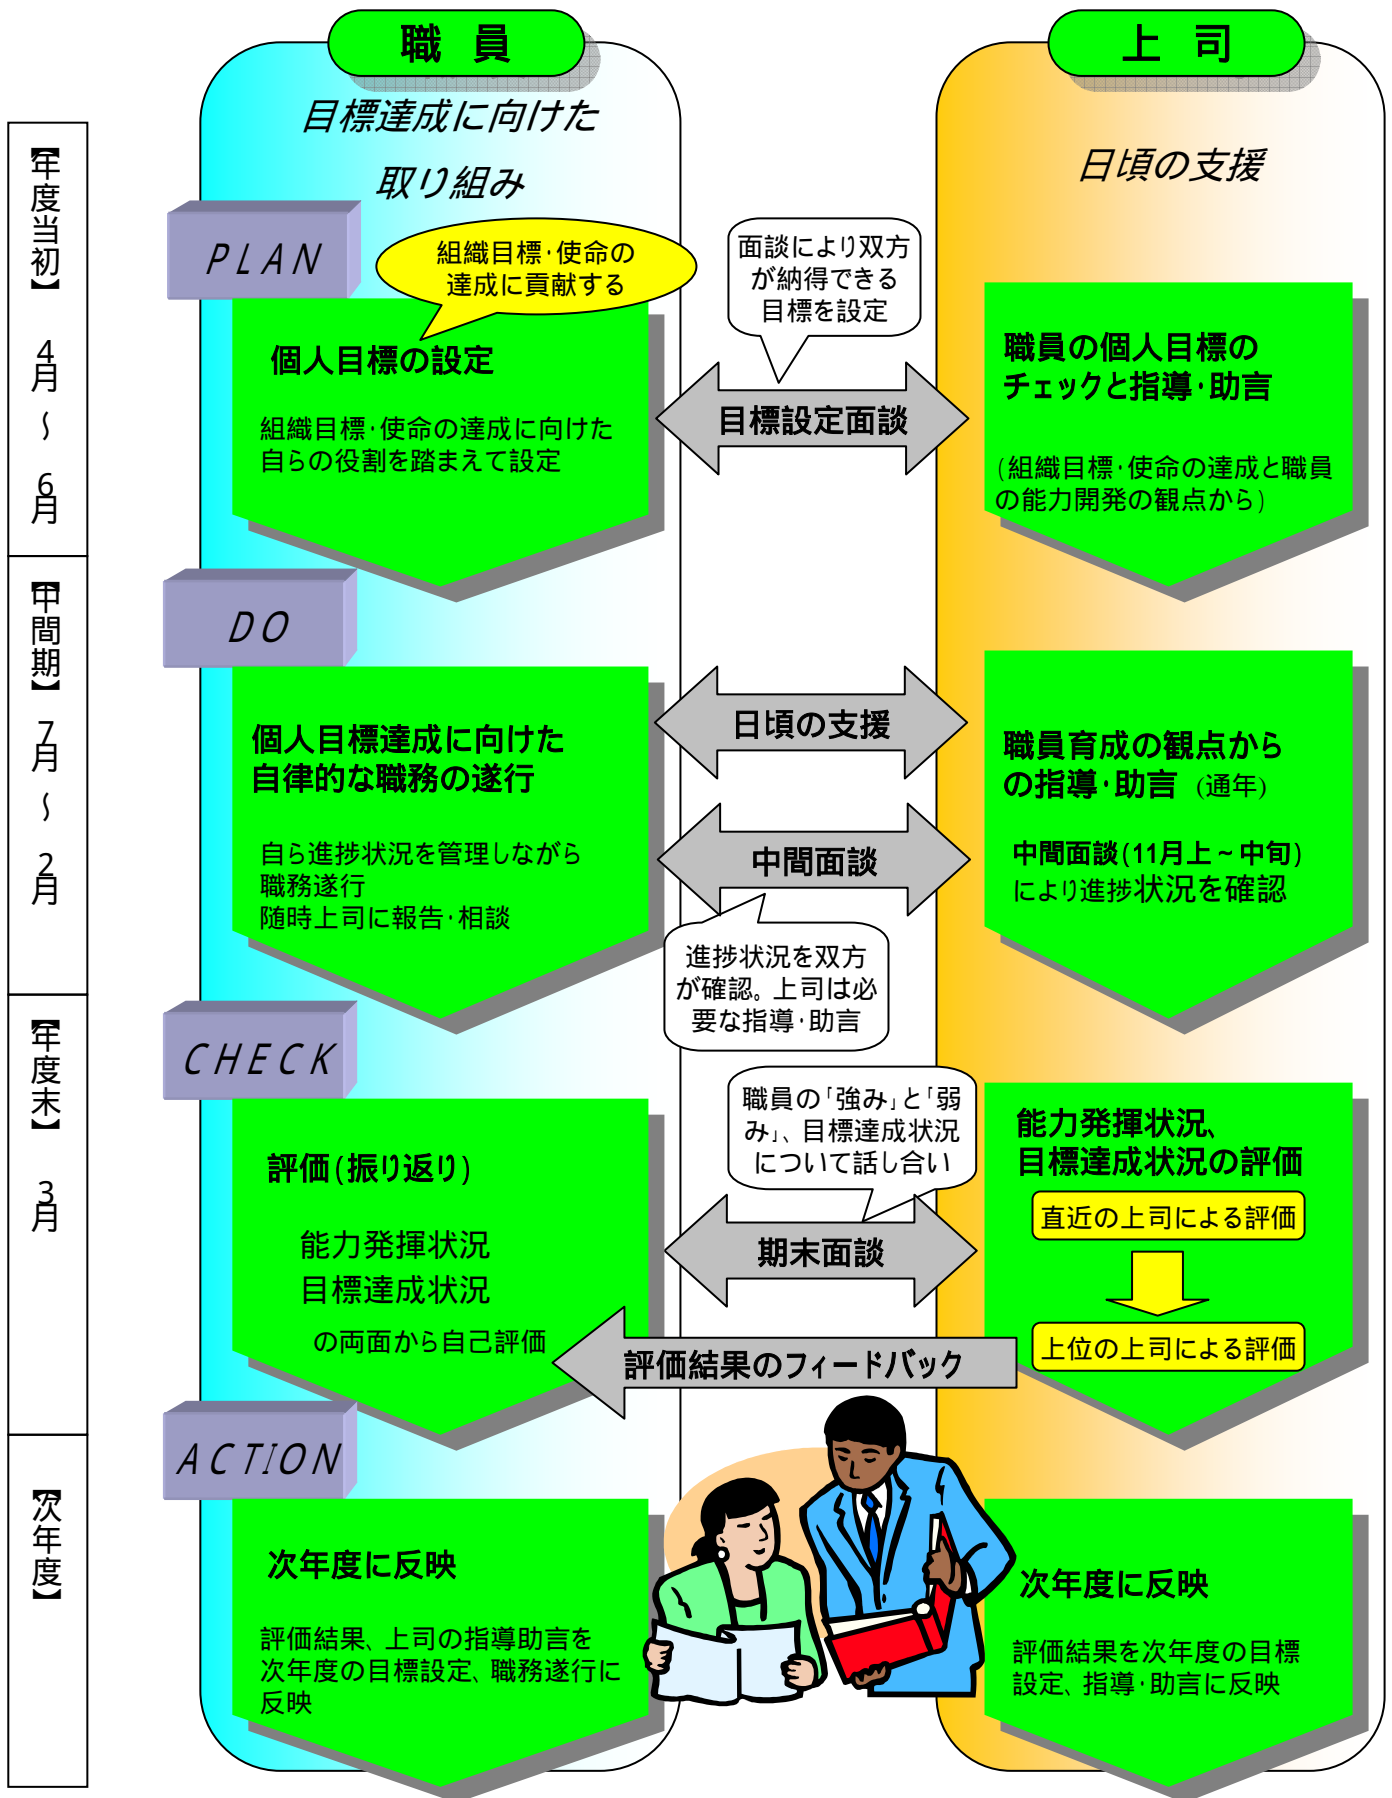 職 員
上 司
目標達成に向けた
取り組み
日頃の支援
【年度当初】 4月～6月
PLAN
組織目標･使命の
達成に貢献する
個人目標の設定
組織目標･使命の達成に向けた
自らの役割を踏まえて設定
面談により双方
が納得できる
目標を設定
目標設定面談
職員の個人目標の
チェックと指導･助言
(組織目標･使命の達成と職員
の能力開発の観点から)
【中間期】 7月～2月
DO
個人目標達成に向けた
自律的な職務の遂行
自ら進捗状況を管理しながら
職務遂行
随時上司に報告･相談
日頃の支援
中間面談
進捗状況を双方
が確認。上司は必
要な指導･助言
職員育成の観点から
の指導･助言 (通年)
中間面談(11月上～中旬)
により進捗状況を確認
【年度末】 3月
CHECK
評価(振り返り)
能力発揮状況
目標達成状況
の両面から自己評価
職員の｢強み｣と｢弱
み｣、目標達成状況
について話し合い
期末面談
評価結果のフィードバック
能力発揮状況、
目標達成状況の評価
直近の上司による評価
上位の上司による評価
【次年度】
ACTION
次年度に反映
評価結果、上司の指導助言を
次年度の目標設定、職務遂行に
反映
次年度に反映
評価結果を次年度の目標
設定、指導･助言に反映